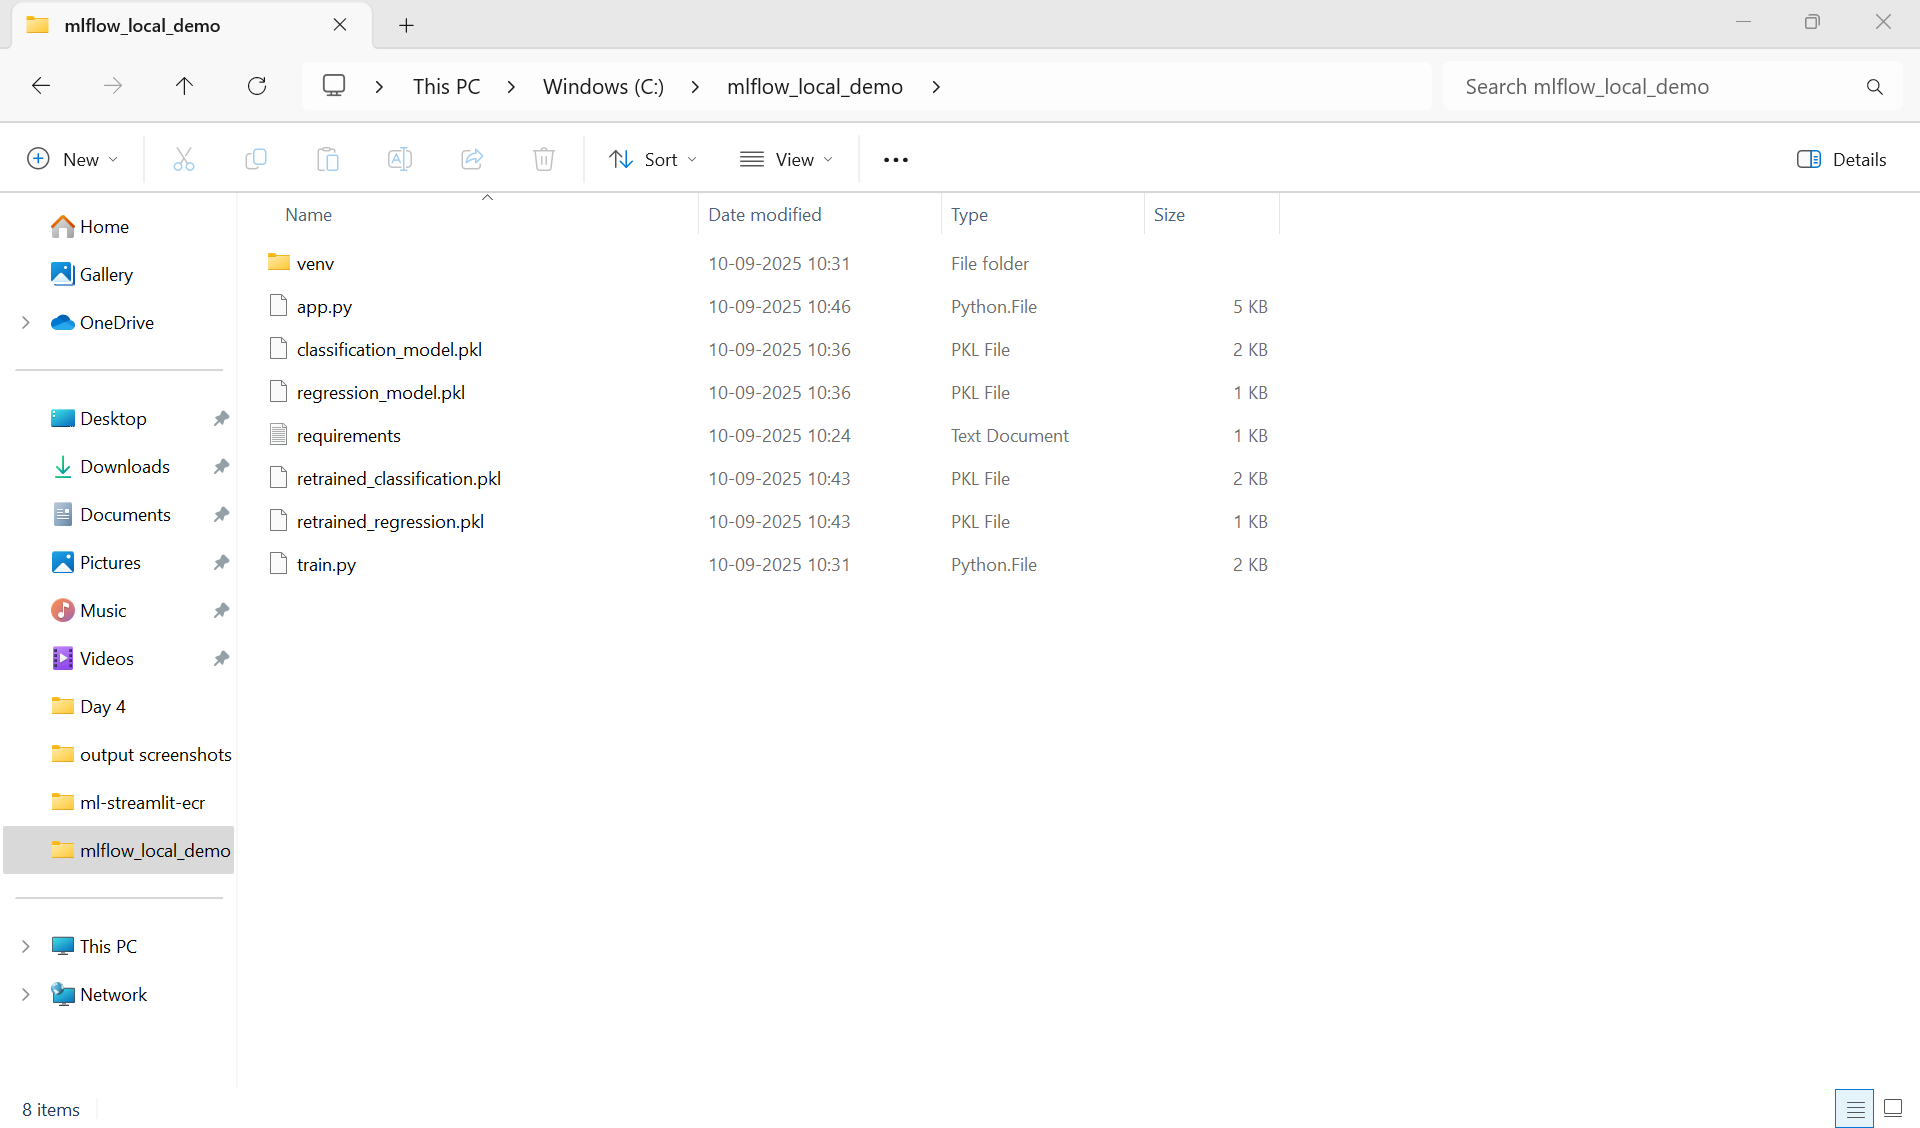 mlflow_local_demo
This PC
Windows (C:)
mlflow_local_demo
Search mlflow_local_demo
New
Sort
View
Details
Name
Date modified
Type
Size
Home
Gallery
OneDrive
Desktop
Downloads
Documents
Pictures
Music
Videos
Day 4
output screenshots
ml-streamlit-ecr
mlflow_local_demo
This PC
Network
venv 10-09-2025 10:31 File folder
app.py 10-09-2025 10:46 Python.File 5 KB
classification_model.pkl 10-09-2025 10:36 PKL File 2 KB
regression_model.pkl 10-09-2025 10:36 PKL File 1 KB
requirements 10-09-2025 10:24 Text Document 1 KB
retrained_classification.pkl 10-09-2025 10:43 PKL File 2 KB
retrained_regression.pkl 10-09-2025 10:43 PKL File 1 KB
train.py 10-09-2025 10:31 Python.File 2 KB
8 items